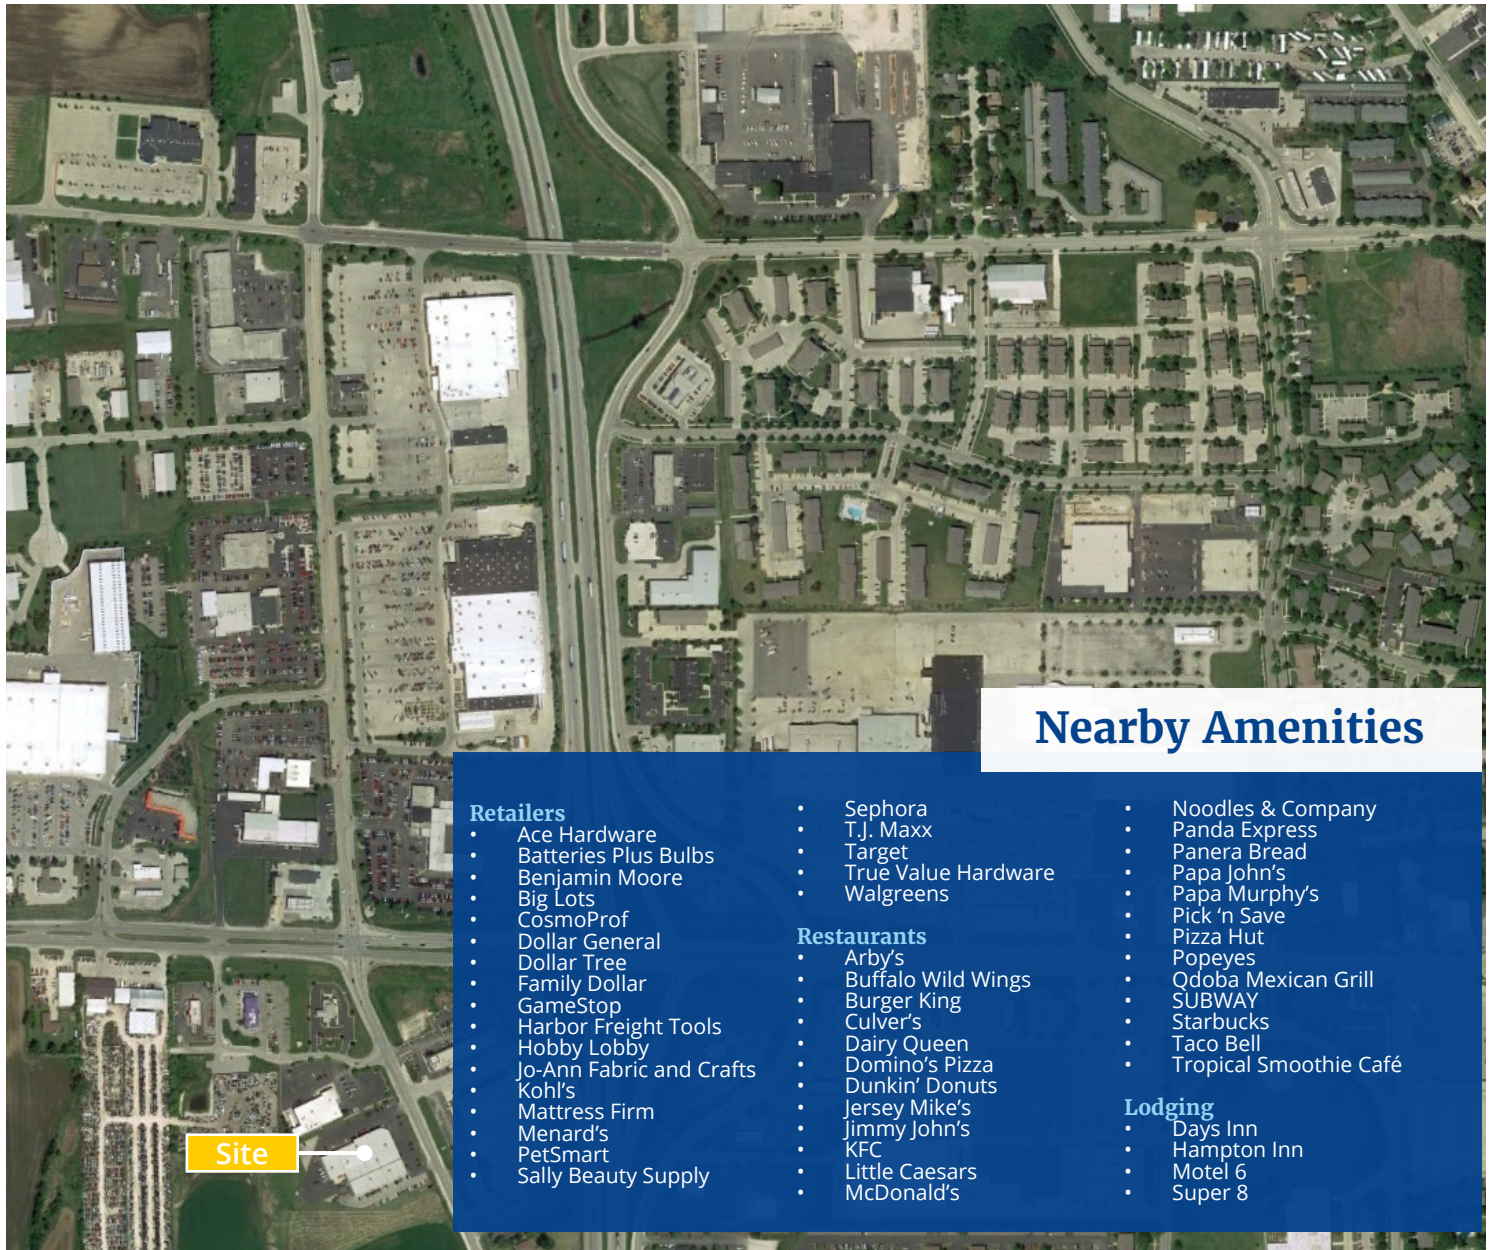 Nearby Amenities
Retailers
• Ace Hardware
• Batteries Plus Bulbs
• Benjamin Moore
• Big Lots
• CosmoProf
• Dollar General
• Dollar Tree
• Family Dollar
• GameStop
• Harbor Freight Tools
• Hobby Lobby
• Jo-Ann Fabric and Crafts
• Kohl's
• Mattress Firm
• Menard's
• PetSmart
• Sally Beauty Supply
• Sephora
• T.J. Maxx
• Target
• True Value Hardware
• Walgreens
Restaurants
• Arby's
• Buffalo Wild Wings
• Burger King
• Culver's
• Dairy Queen
• Domino's Pizza
• Dunkin' Donuts
• Jersey Mike's
• Jimmy John's
• KFC
• Little Caesars
• McDonald's
• Noodles & Company
• Panda Express
• Panera Bread
• Papa John's
• Papa Murphy's
• Pick 'n Save
• Pizza Hut
• Popeyes
• Qdoba Mexican Grill
• SUBWAY
• Starbucks
• Taco Bell
• Tropical Smoothie Café
Lodging
• Days Inn
• Hampton Inn
• Motel 6
• Super 8
Site